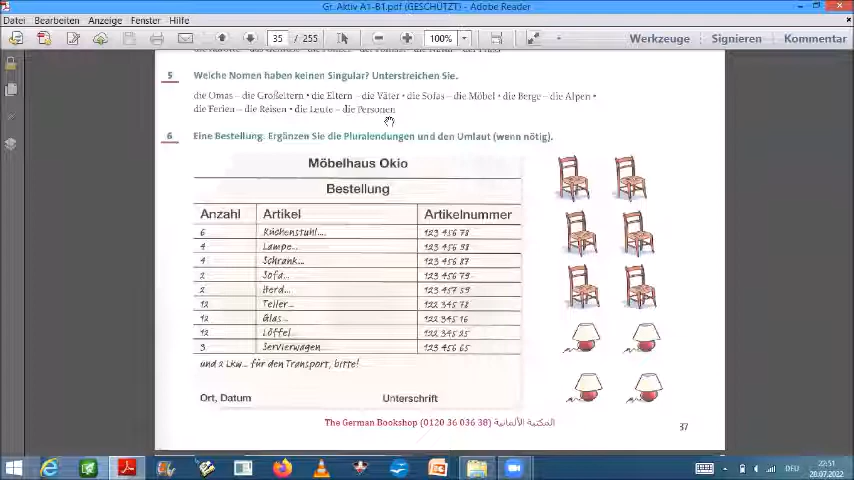 Gr. Aktiv A1-B1.pdf (GESCHÜTZT) - Adobe Reader
Datei Bearbeiten Anzeige Fenster Hilfe
35 / 255 100% Werkzeuge Signieren Kommentar
5 Welche Nomen haben keinen Singular? Unterstreichen Sie.
die Omas – die Großeltern • die Eltern – die Väter • die Sofas – die Möbel • die Berge – die Alpen •
die Ferien – die Reisen • die Leute – die Personen
6 Eine Bestellung. Ergänzen Sie die Pluralendungen und den Umlaut (wenn nötig).
Möbelhaus Okio
Bestellung
Anzahl Artikel Artikelnummer
6 Küchenstuhl.... 123 456 78
4 Lampe... 123 456 98
4 Schrank... 123 456 87
2 Sofa... 123 456 79
2 Herd... 123 457 59
12 Teller... 122 345 78
12 Glas... 122 345 16
12 Löffel 122 345 25
3 Servierwagen 123 456 65
und 2 Lkw... für den Transport, bitte!
Ort, Datum Unterschrift
The German Bookshop (0120 36 036 38) المكتبة الألمانية
37
DEU 22:51
20.07.2022